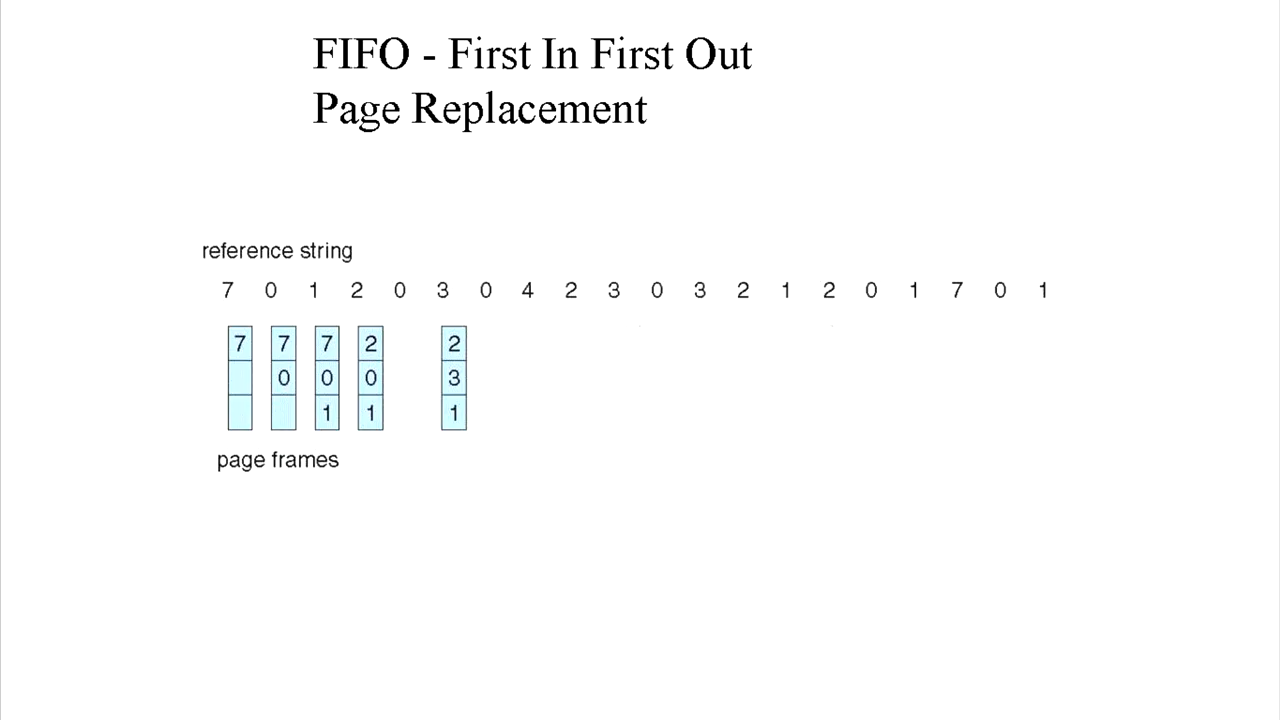 FIFO - First In First Out
Page Replacement
reference string
7 0 1 2 0 3 0 4 2 3 0 3 2 1 2 0 1 7 0 1
7 7 7 2 2
0 0 0 3
1 1 1
page frames